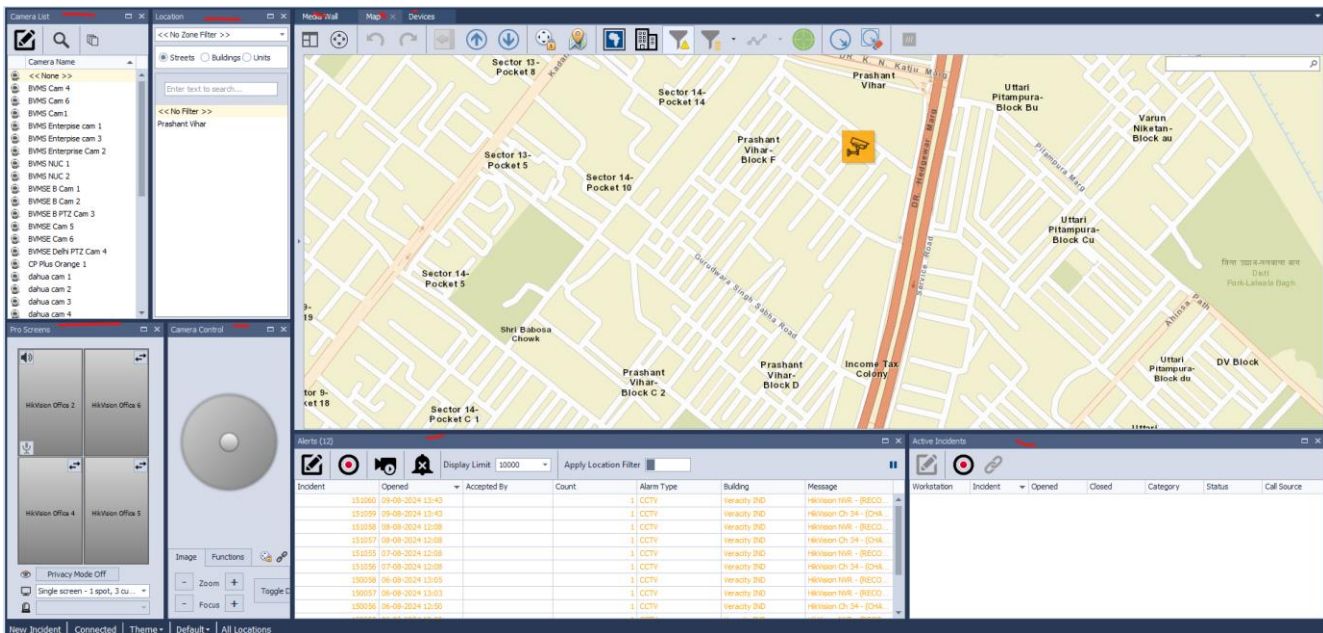 Camera List
Camera Name
<< None >>
BVMS Cam 4
BVMS Cam 6
BVMS Cam1
BVMS Enterpise cam 1
BVMS Enterpise cam 3
BVMS Enterprise Cam 2
BVMS NUC 1
BVMS NUC 2
BVMSE B Cam 1
BVMSE B Cam 2
BVMSE B PTZ Cam 3
BVMSE Cam 5
BVMSE Cam 6
BVMSE Delhi PTZ Cam 4
CP Plus Orange 1
dahua cam 1
dahua cam 2
dahua cam 3
dahua cam 4
Location
<< No Zone Filter >>
Streets Buildings Units
Enter text to search...
<< No Filter >>
Prashant Vihar
Media Wall Map Devices
Sector 13-
Pocket 8
DR. K. N. Katju Marg
Prashant
Vihar
Sector 14-
Pocket 14
Uttari
Pitampura-
Block Bu
Varun
Niketan-
Block au
Prashant
Vihar-
Block F
Sector 13-
Pocket 5
Sector 14-
Pocket 10
DR. Hedgewar Marg
Pitampura Marg
Uttari
Pitampura-
Block Cu
Service Road
Sector 14-
Pocket 5
Gurudwara Singh Sabha Road
Ahinsa Path
Shri Babosa
Chowk
Prashant
Vihar-
Block C 2
Prashant
Vihar-
Block D
Income Tax
Colony
Uttari
Pitampura-
Block du
DV Block
Sector 14-
Pocket C 1
Pro Screens
HikVision Office 2
HikVision Office 6
HikVision Office 4
HikVision Office 5
Privacy Mode Off
Single screen - 1 spot, 3 cu...
Camera Control
Image Functions
- Zoom +
- Focus +
Toggle D
Alerts (12)
Display Limit 10000 Apply Location Filter
Incident Opened Accepted By Count Alarm Type Building Message
151060 09-08-2024 13:43 1 CCTV Veracity IND HikVision NVR - (RECO...
151059 09-08-2024 13:43 1 CCTV Veracity IND HikVision Ch 34 - (CHA...
151058 08-08-2024 12:08 1 CCTV Veracity IND HikVision NVR - (RECO...
151057 08-08-2024 12:08 1 CCTV Veracity IND HikVision Ch 34 - (CHA...
151055 07-08-2024 12:08 1 CCTV Veracity IND HikVision NVR - (RECO...
151056 07-08-2024 12:08 1 CCTV Veracity IND HikVision Ch 34 - (CHA...
150058 06-08-2024 13:05 1 CCTV Veracity IND HikVision NVR - (RECO...
150057 06-08-2024 13:03 1 CCTV Veracity IND HikVision NVR - (RECO...
150056 06-08-2024 12:50 1 CCTV Veracity IND HikVision Ch 34 - (CHA...
Active Incidents
Workstation Incident Opened Closed Category Status Call Source
New Incident Connected Theme Default All Locations